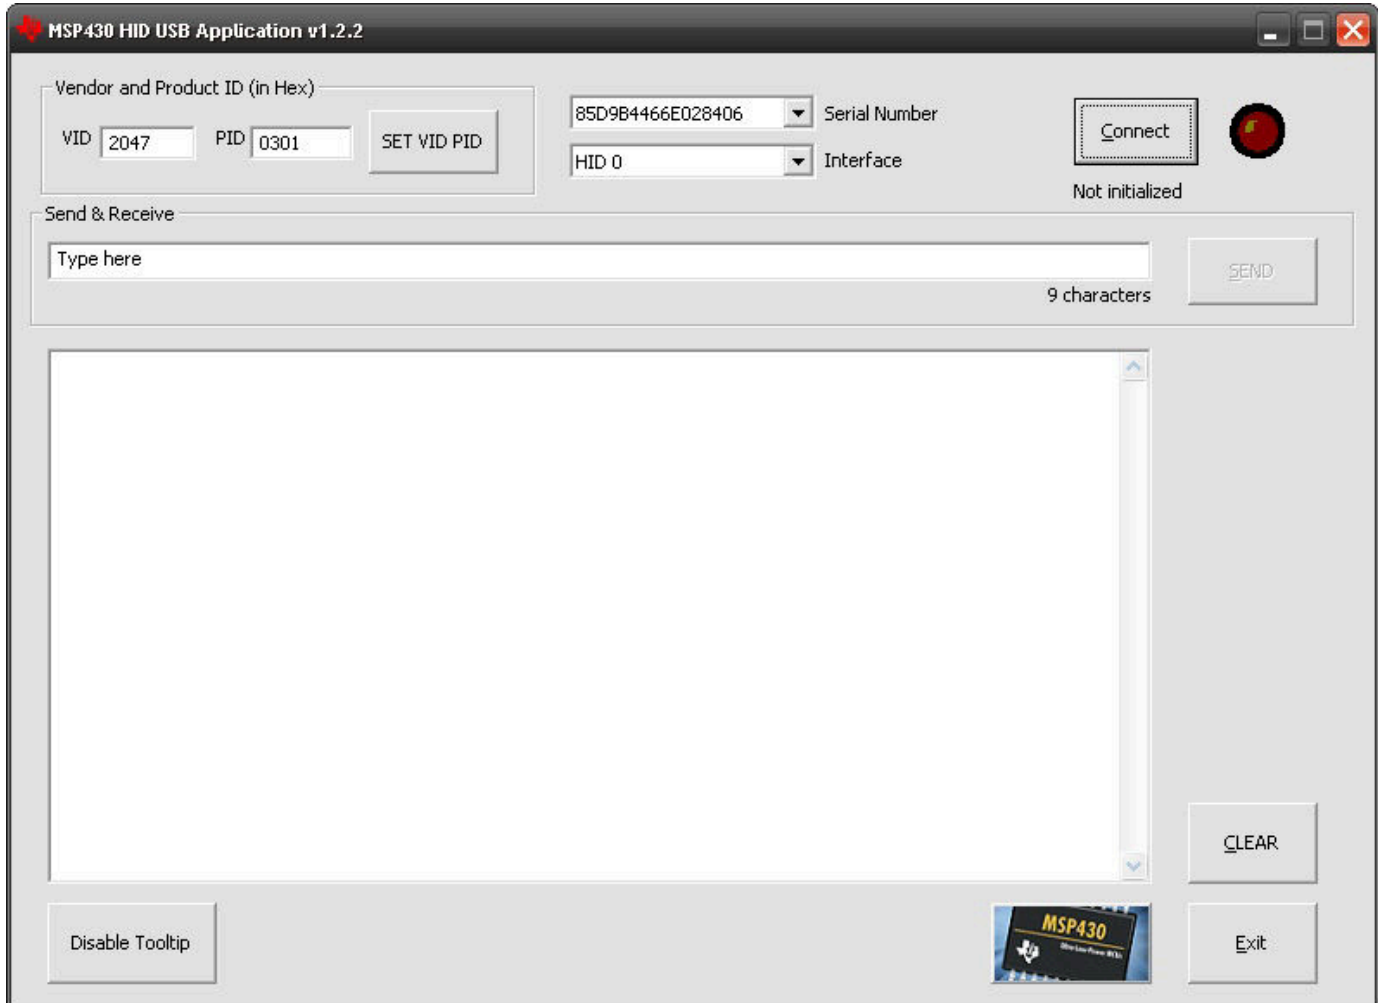 MSP430 HID USB Application v1.2.2
Vendor and Product ID (in Hex)
VID 2047 PID 0301 SET VID PID
85D9B4466E028406 Serial Number
HID 0 Interface
Connect
Not initialized
Send & Receive
Type here
SEND
9 characters
CLEAR
Disable Tooltip
MSP430
Exit